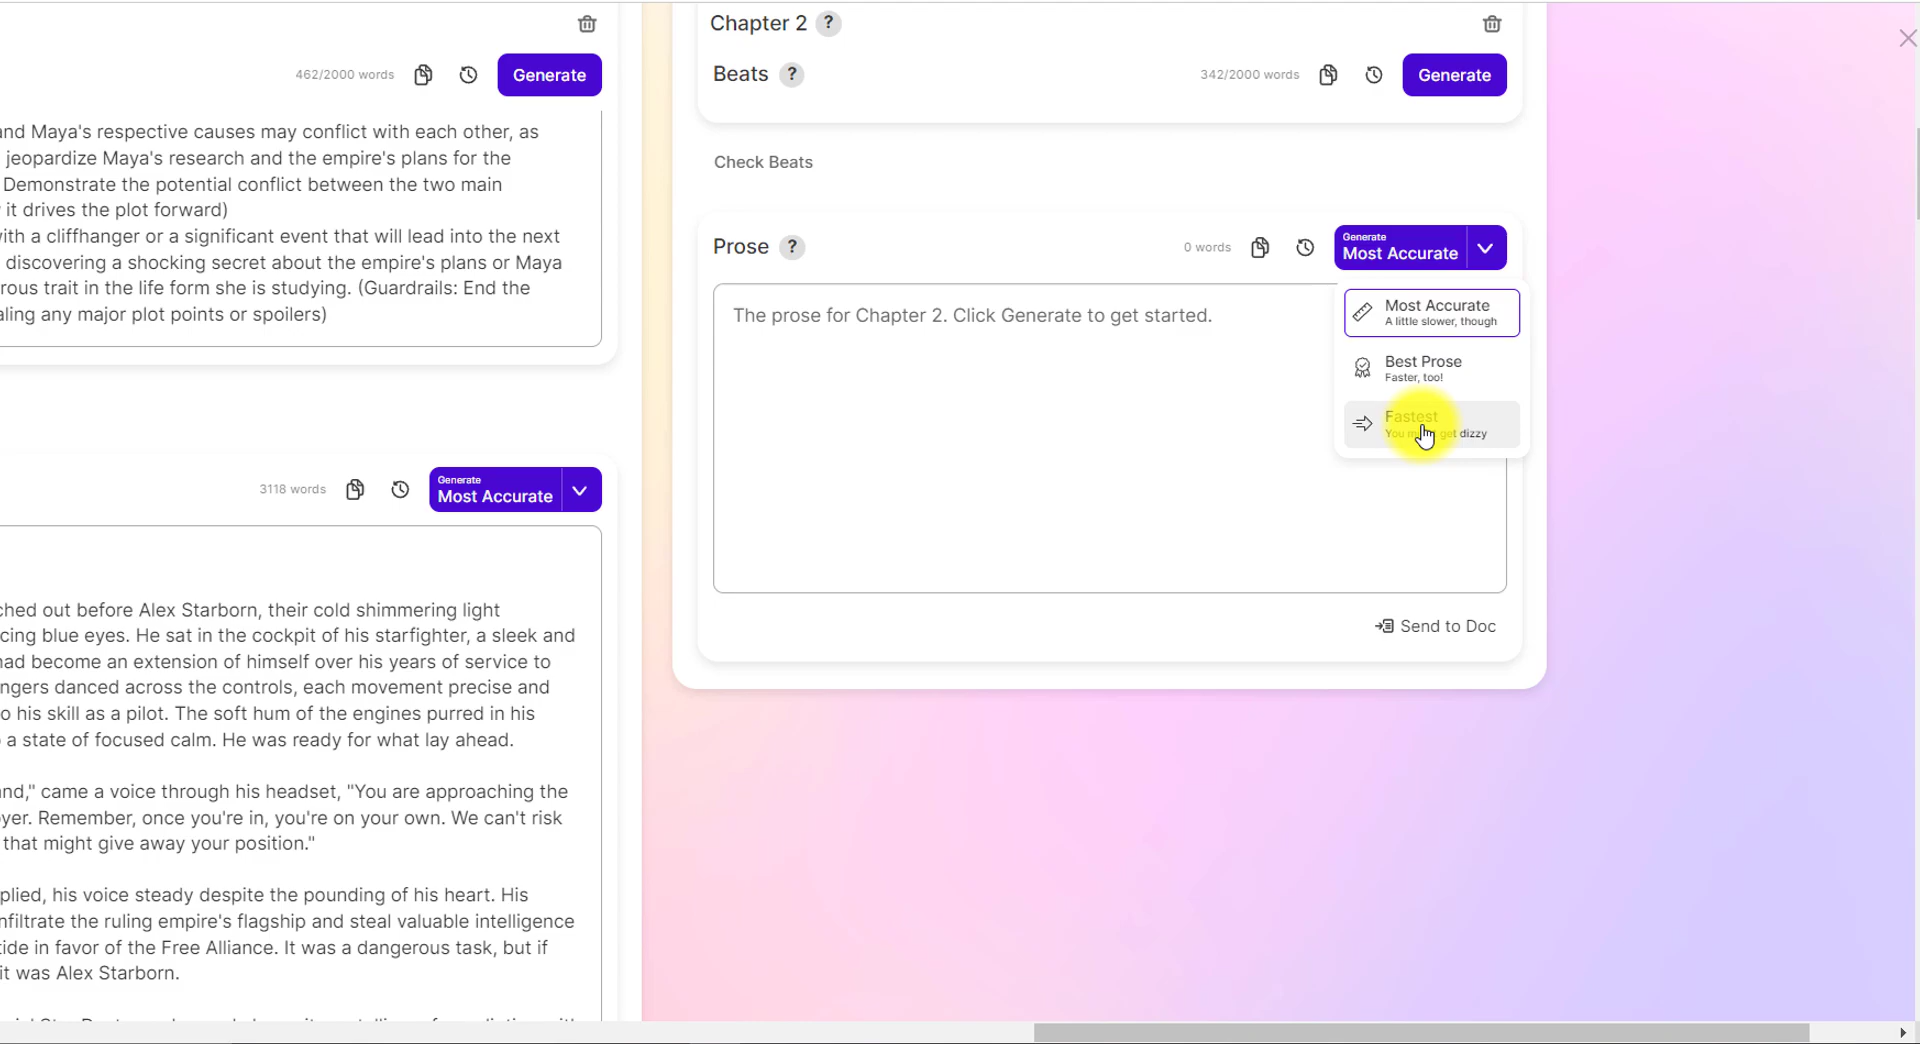 462/2000 words
Generate
and Maya's respective causes may conflict with each other, as
jeopardize Maya's research and the empire's plans for the
Demonstrate the potential conflict between the two main
it drives the plot forward)
with a cliffhanger or a significant event that will lead into the next
discovering a shocking secret about the empire's plans or Maya
rous trait in the life form she is studying. (Guardrails: End the
aling any major plot points or spoilers)
3118 words
Generate
Most Accurate
ched out before Alex Starborn, their cold shimmering light
cing blue eyes. He sat in the cockpit of his starfighter, a sleek and
had become an extension of himself over his years of service to
ngers danced across the controls, each movement precise and
o his skill as a pilot. The soft hum of the engines purred in his
a state of focused calm. He was ready for what lay ahead.
and," came a voice through his headset, "You are approaching the
oyer. Remember, once you're in, you're on your own. We can't risk
that might give away your position."
plied, his voice steady despite the pounding of his heart. His
nfiltrate the ruling empire's flagship and steal valuable intelligence
tide in favor of the Free Alliance. It was a dangerous task, but if
it was Alex Starborn.
Chapter 2 ?
Beats ?
342/2000 words
Generate
Check Beats
Prose ?
0 words
Generate
Most Accurate
The prose for Chapter 2. Click Generate to get started.
Most Accurate
A little slower, though
Best Prose
Faster, too!
Fastest
You get dizzy
Send to Doc